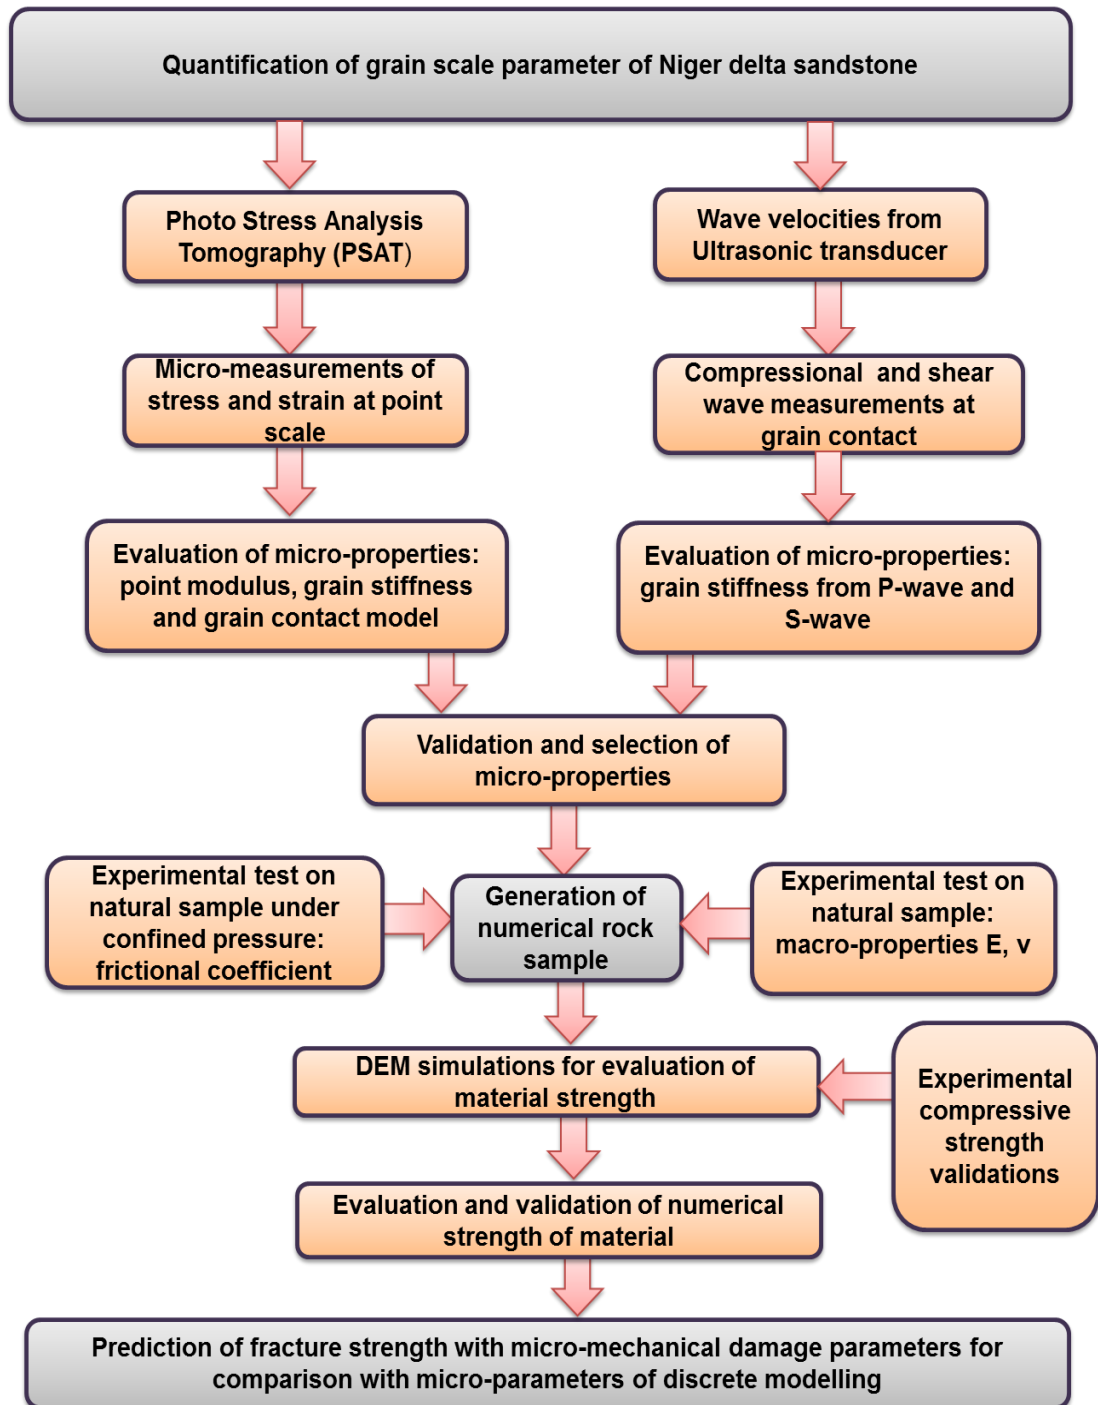 Quantification of grain scale parameter of Niger delta sandstone
Photo Stress Analysis
Tomography (PSAT)
Wave velocities from
Ultrasonic transducer
Micro-measurements of
stress and strain at point
scale
Compressional and shear
wave measurements at
grain contact
Evaluation of micro-properties:
point modulus, grain stiffness
and grain contact model
Evaluation of micro-properties:
grain stiffness from P-wave and
S-wave
Validation and selection of
micro-properties
Experimental test on
natural sample under
confined pressure:
frictional coefficient
Generation of
numerical rock
sample
Experimental test on
natural sample:
macro-properties E, v
DEM simulations for evaluation of
material strength
Experimental
compressive
strength
validations
Evaluation and validation of numerical
strength of material
Prediction of fracture strength with micro-mechanical damage parameters for
comparison with micro-parameters of discrete modelling